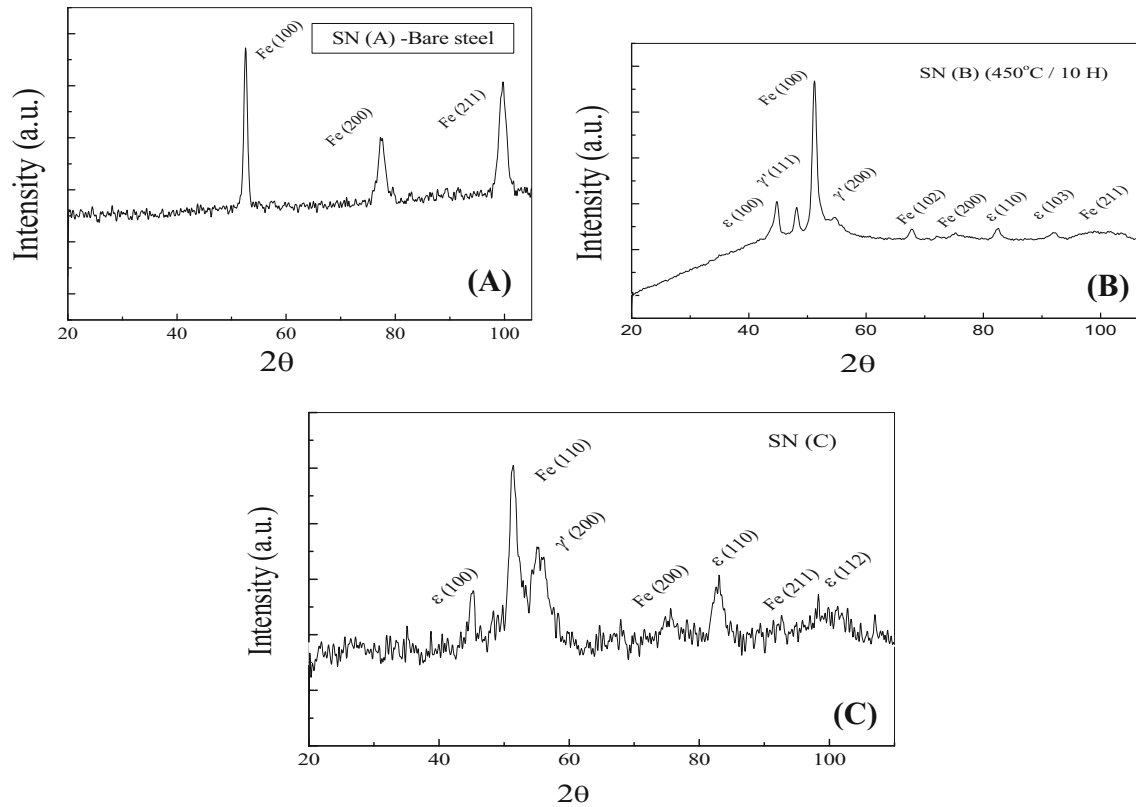 SN (A) -Bare steel
Fe (100)
Fe (200)
Fe (211)
Intensity (a.u.)
(A)
20 40 60 80 100
2θ
SN (B) (450°C / 10 H)
ε (100)
γ' (111)
Fe (100)
γ' (200)
Fe (102)
Fe (200)
ε (110)
ε (103)
Fe (211)
Intensity (a.u.)
(B)
20 40 60 80 100
2θ
SN (C)
ε (100)
Fe (110)
γ' (200)
Fe (200)
ε (110)
Fe (211)
ε (112)
Intensity (a.u.)
(C)
20 40 60 80 100
2θ